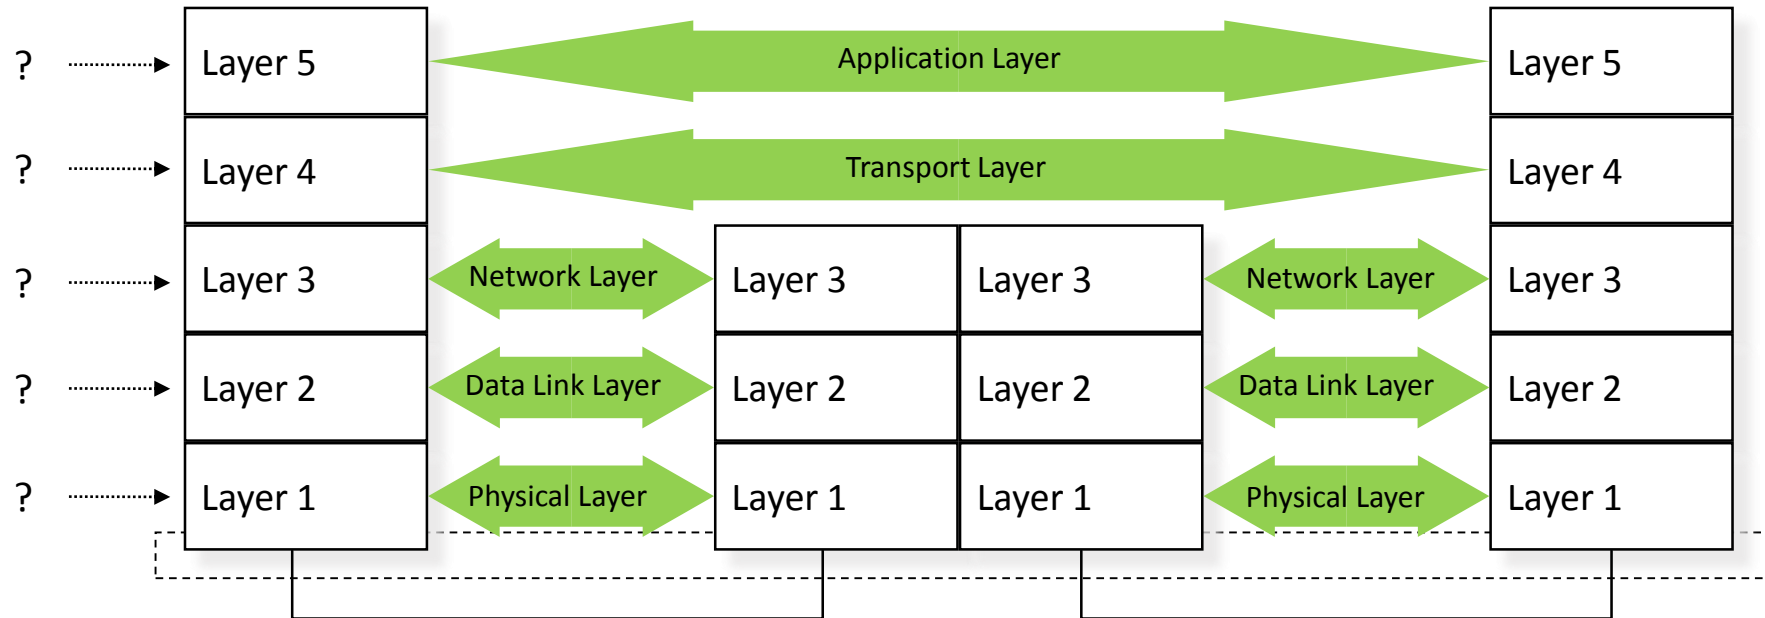 ? Layer 5 Application Layer Layer 5
? Layer 4 Transport Layer Layer 4
? Layer 3 Network Layer Layer 3 Layer 3 Network Layer Layer 3
? Layer 2 Data Link Layer Layer 2 Layer 2 Data Link Layer Layer 2
? Layer 1 Physical Layer Layer 1 Layer 1 Physical Layer Layer 1